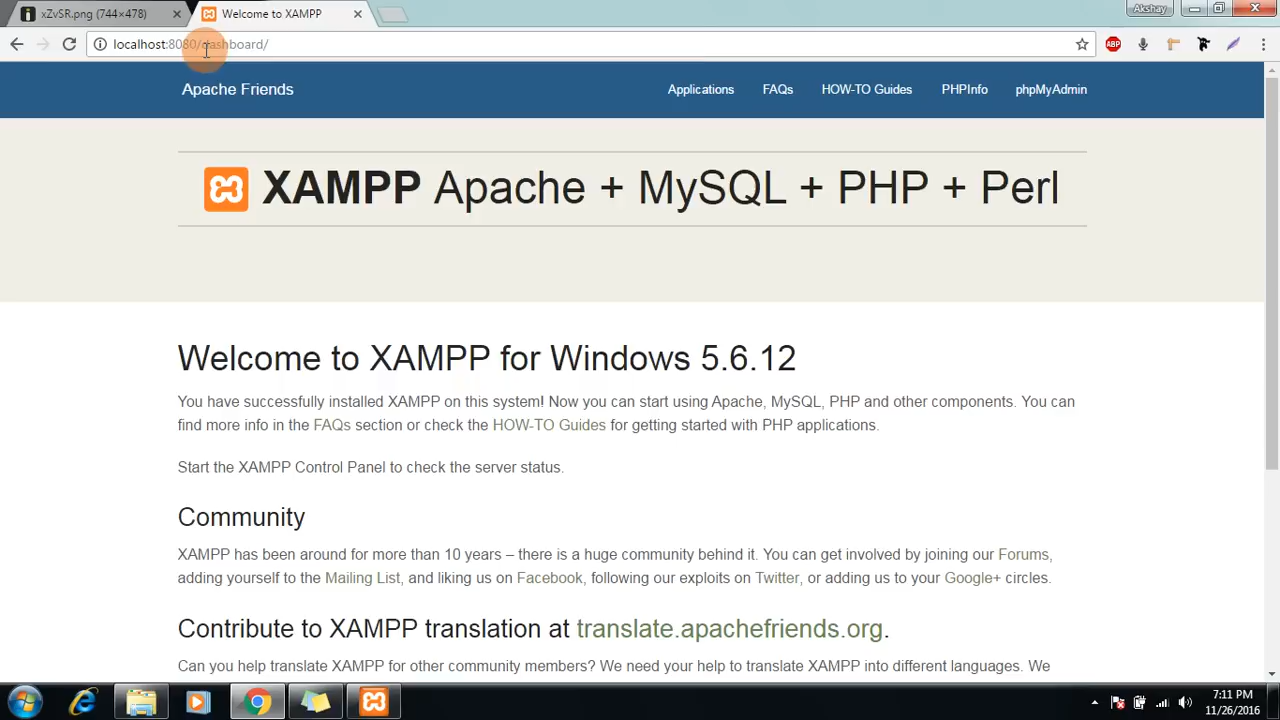 xZvSR.png (744×478)
Welcome to XAMPP
Akshay
localhost:8080/dashboard/
ABP
Apache Friends
Applications
FAQs
HOW-TO Guides
PHPInfo
phpMyAdmin
XAMPP Apache + MySQL + PHP + Perl
Welcome to XAMPP for Windows 5.6.12
You have successfully installed XAMPP on this system! Now you can start using Apache, MySQL, PHP and other components. You can
find more info in the FAQs section or check the HOW-TO Guides for getting started with PHP applications.
Start the XAMPP Control Panel to check the server status.
Community
XAMPP has been around for more than 10 years – there is a huge community behind it. You can get involved by joining our Forums,
adding yourself to the Mailing List, and liking us on Facebook, following our exploits on Twitter, or adding us to your Google+ circles.
Contribute to XAMPP translation at translate.apachefriends.org.
Can you help translate XAMPP for other community members? We need your help to translate XAMPP into different languages. We
7:11 PM
11/26/2016